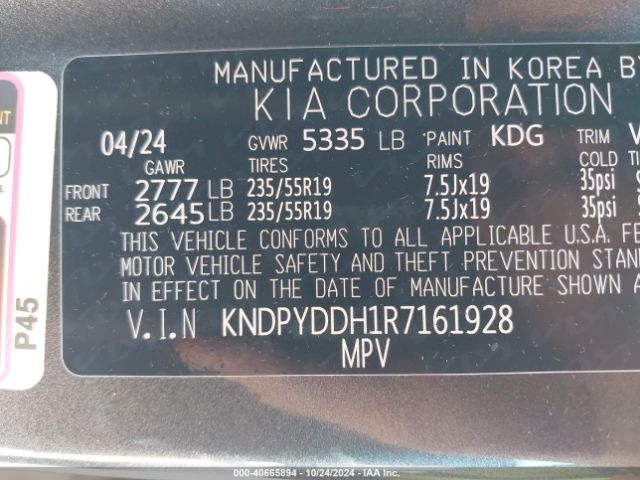 MANUFACTURED IN KOREA BY
KIA CORPORATION
04/24 GVWR 5335 LB *PAINT KDG TRIM
GAWR TIRES RIMS COLD
FRONT 2777 LB 235/55R19 7.5Jx19 35psi
REAR 2645 LB 235/55R19 7.5Jx19 35psi
THIS VEHICLE CONFORMS TO ALL APPLICABLE U.S.A.
MOTOR VEHICLE SAFETY AND THEFT PREVENTION
IN EFFECT ON THE DATE OF MANUFACTURE SHOWN
V.I.N KNDPYDDH1R7161928
MPV
P45
000-40665894 | 10/24/2024 | IAA Inc.